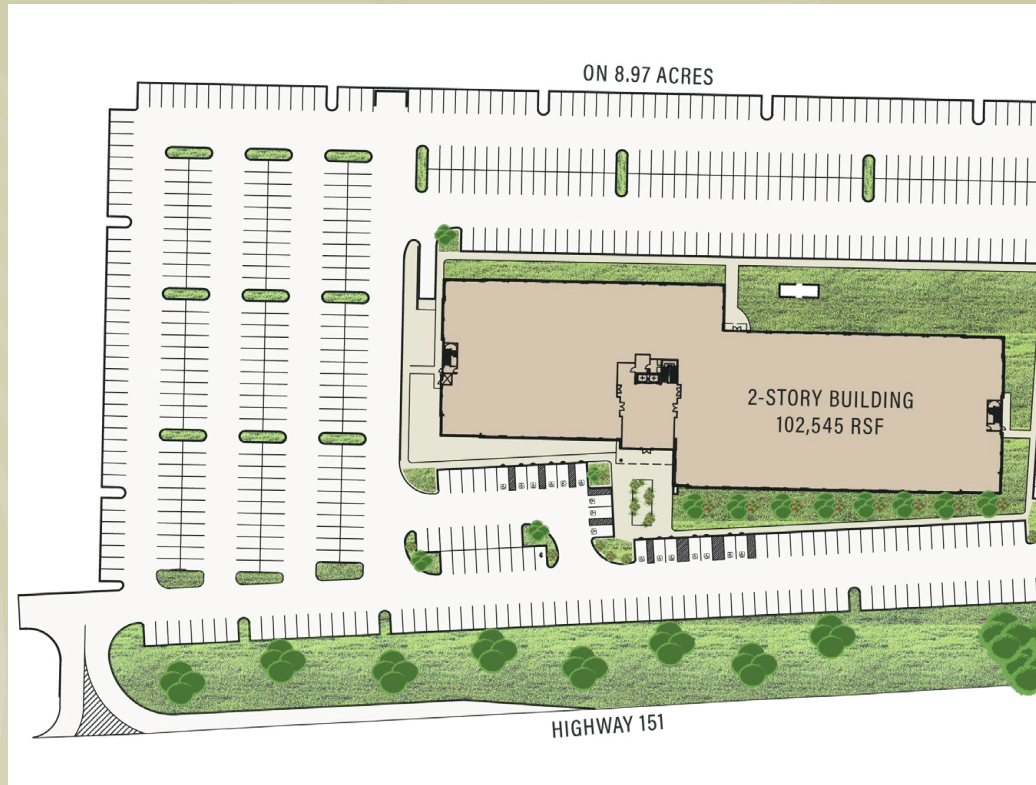 ON 8.97 ACRES
2-STORY BUILDING
102,545 RSF
HIGHWAY 151